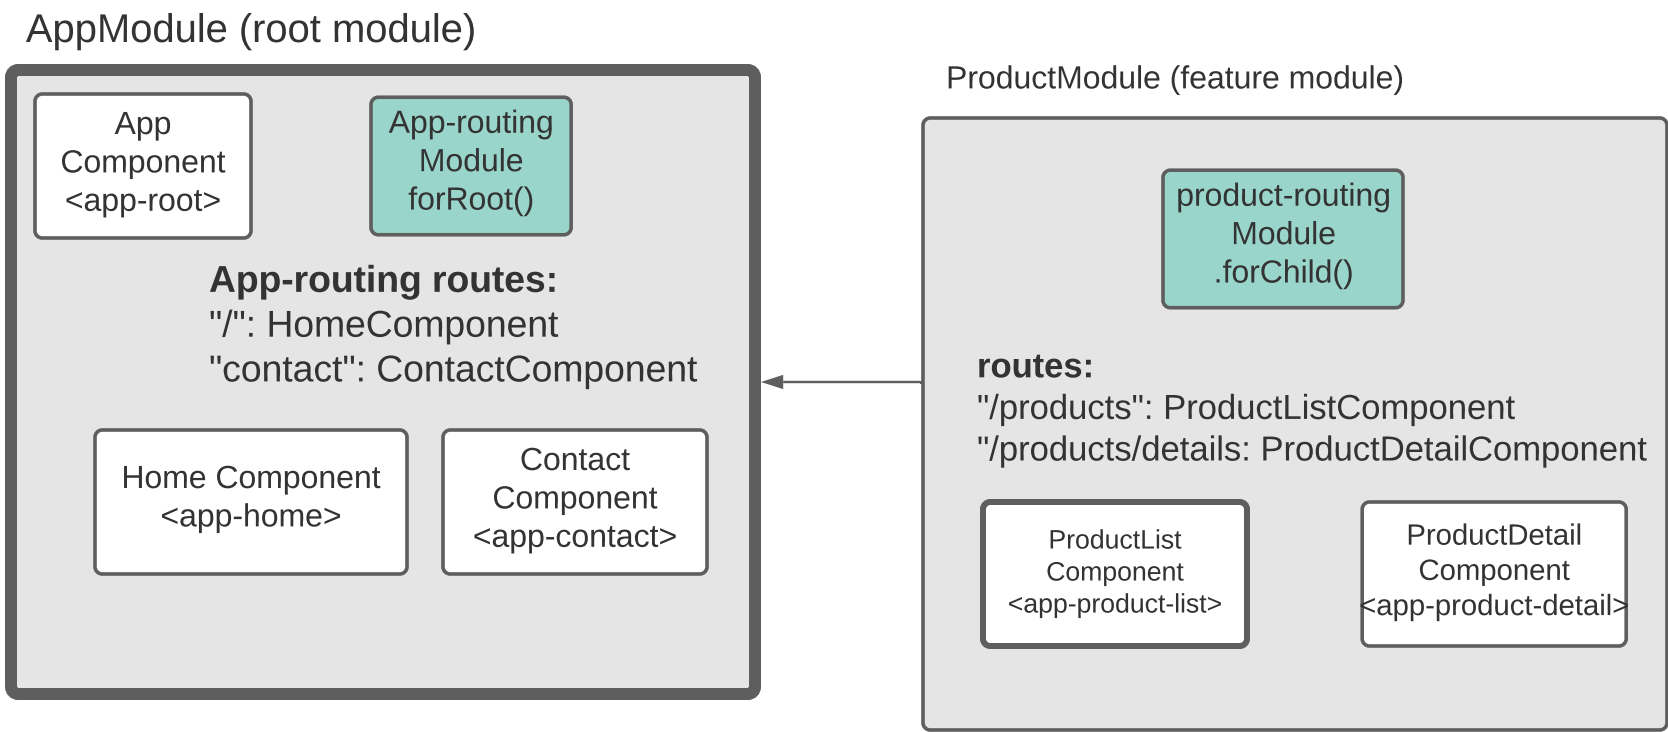 AppModule (root module)
App
Component
<app-root>
App-routing
Module
forRoot()
App-routing routes:
"/": HomeComponent
"contact": ContactComponent
Home Component
<app-home>
Contact
Component
<app-contact>
ProductModule (feature module)
product-routing
Module
.forChild()
routes:
"/products": ProductListComponent
"/products/details: ProductDetailComponent
ProductList
Component
<app-product-list>
ProductDetail
Component
<app-product-detail>